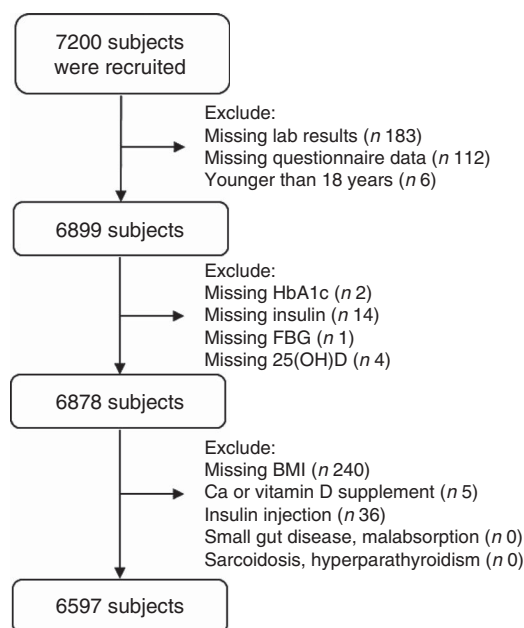 7200 subjects
were recruited
Exclude:
Missing lab results (n 183)
Missing questionnaire data (n 112)
Younger than 18 years (n 6)
6899 subjects
Exclude:
Missing HbA1c (n 2)
Missing insulin (n 14)
Missing FBG (n 1)
Missing 25(OH)D (n 4)
6878 subjects
Exclude:
Missing BMI (n 240)
Ca or vitamin D supplement (n 5)
Insulin injection (n 36)
Small gut disease, malabsorption (n 0)
Sarcoidosis, hyperparathyroidism (n 0)
6597 subjects